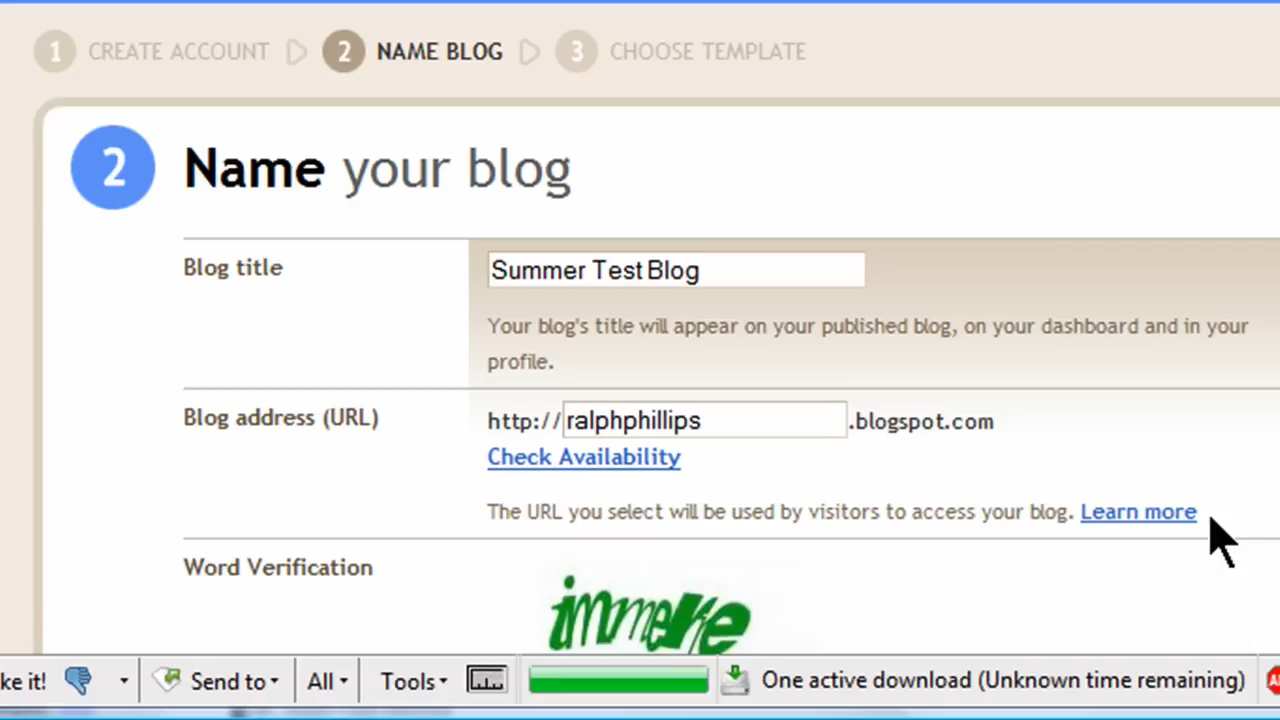 1 CREATE ACCOUNT 2 NAME BLOG 3 CHOOSE TEMPLATE
2 Name your blog
Blog title Summer Test Blog
Your blog's title will appear on your published blog, on your dashboard and in your
profile.
Blog address (URL) http:// ralphphillips .blogspot.com
Check Availability
The URL you select will be used by visitors to access your blog. Learn more
Word Verification
ke it! Send to All Tools One active download (Unknown time remaining)